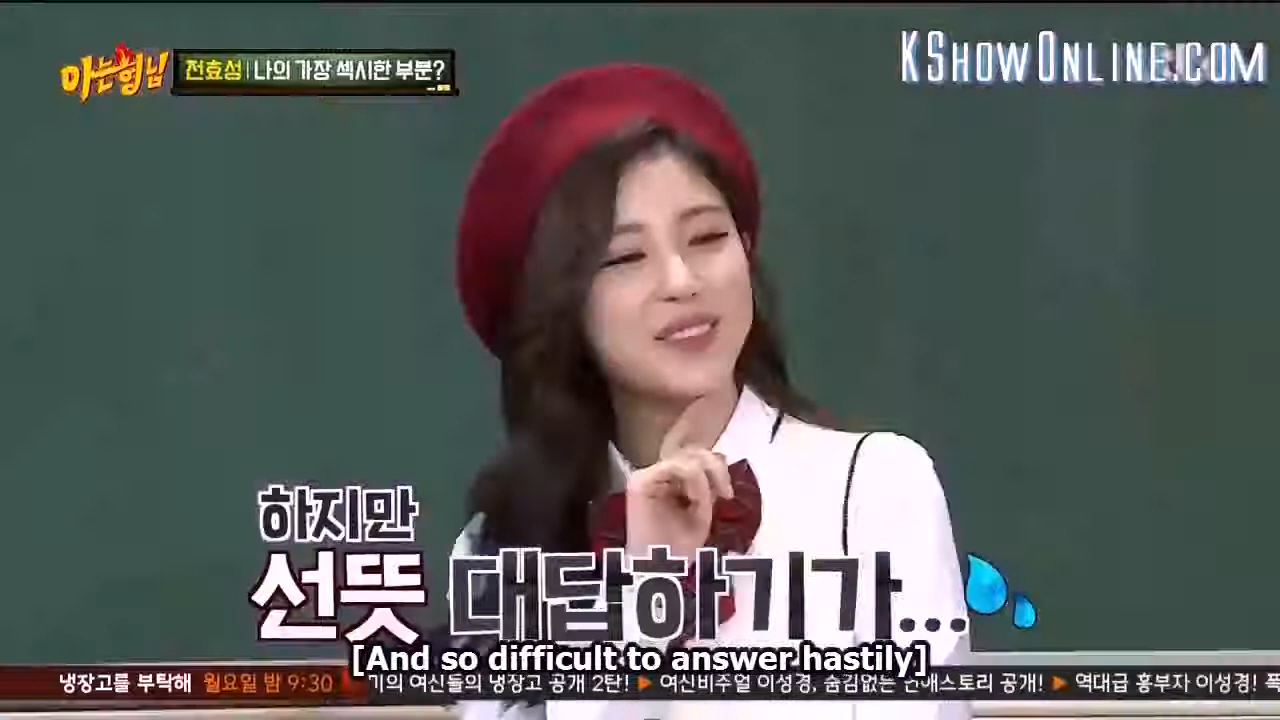 아는형님
전효성 | 나의 가장 섹시한 부분?
KSHOWONLINE.COM
하지만
선뜻 대답하기가...
[And so difficult to answer hastily]
냉장고를 부탁해 월요일 밤 9:30 기의 여신들의 냉장고 공개 2탄! ▶ 여신비주얼 이성경, 숨김없는 연애스토리 공개! ▶ 역대급 흥부자 이성경!